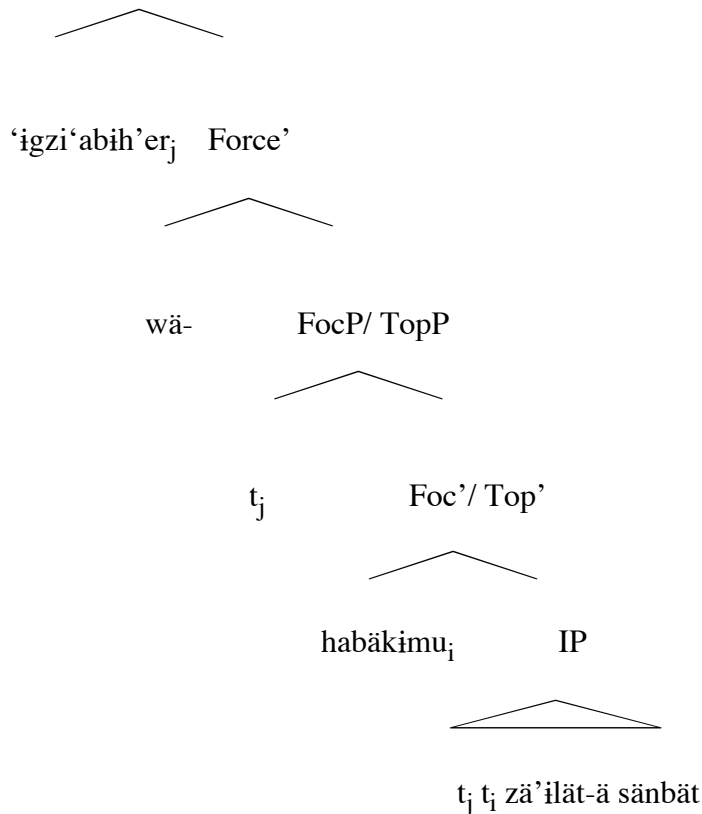 ‘ɨgzi‘abɨh’erⱼ Force’
wä- FocP/ TopP
tⱼ Foc’/ Top’
habäkɨmuᵢ IP
tⱼ tᵢ zä’ɨlät-ä sänbät